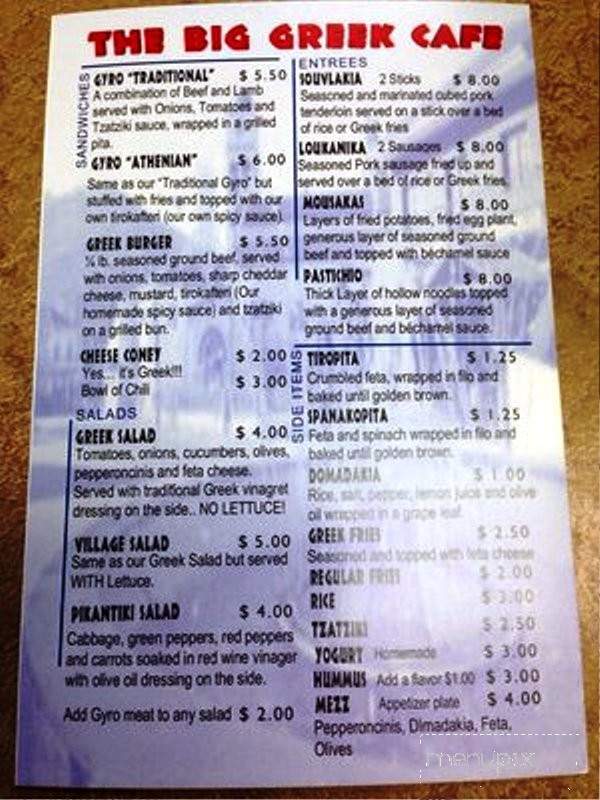 THE BIG GREEK CAFE
SANDWICHES
GYRO "TRADITIONAL" $ 5.50
A combination of Beef and Lamb
served with Onions, Tomatoes and
Tzatziki sauce, wrapped in a grilled
pita.
GYRO "ATHENIAN" $ 6.00
Same as our "Traditional Gyro" but
stuffed with fries and topped with our
own tirokafteri (our own spicy sauce)
GREEK BURGER $ 5.50
¼ lb. seasoned ground beef, served
with onions, tomatoes, sharp cheddar
cheese, mustard, tirokafteri (Our
homemade spicy sauce) and tzatziki
on a grilled bun.
CHEESE CONEY $ 2.00
Yes... it's Greek!!!
Bowl of Chili $ 3.00
SALADS
GREEK SALAD $ 4.00
Tomatoes, onions, cucumbers, olives,
pepperoncinis and feta cheese.
Served with traditional Greek vinagret
dressing on the side.. NO LETTUCE!
VILLAGE SALAD $ 5.00
Same as our Greek Salad but served
WITH Lettuce.
PIKANTIKI SALAD $ 4.00
Cabbage, green peppers, red peppers
and carrots soaked in red wine vinager
with olive oil dressing on the side.
Add Gyro meat to any salad $ 2.00
ENTREES
SOUVLAKIA 2 Sticks $ 8.00
Seasoned and marinated cubed pork
tenderloin served on a stick over a bed
of rice or Greek fries
LOUKANIKA 2 Sausages $ 8.00
Seasoned Pork sausage fried up and
served over a bed of rice or Greek fries
MOUSAKAS $ 8.00
Layers of fried potatoes, fried egg plant,
generous layer of seasoned ground
beef and topped with béchamel sauce
PASTICHIO $ 8.00
Thick Layer of hollow noodles topped
with a generous layer of seasoned
ground beef and béchamel sauce.
SIDE ITEMS
TIROPITA $ 1.25
Crumbled feta, wrapped in filo and
baked until golden brown.
SPANAKOPITA $ 1.25
Feta and spinach wrapped in filo and
baked until golden brown.
DOMADAKIA $ 1.00
Rice, salt, pepper, lemon juice and olive
oil wrapped in a grape leaf.
GREEK FRIES $ 2.50
Seasoned and topped with feta cheese
REGULAR FRIES $ 2.00
RICE $ 3.00
TZATZIKI $ 2.50
YOGURT Homemade $ 3.00
HUMMUS Add a flavor $1.00 $ 3.00
MEZZ Appetizer plate $ 4.00
Pepperoncinis, Dlmadakia, Feta,
Olives
menupix